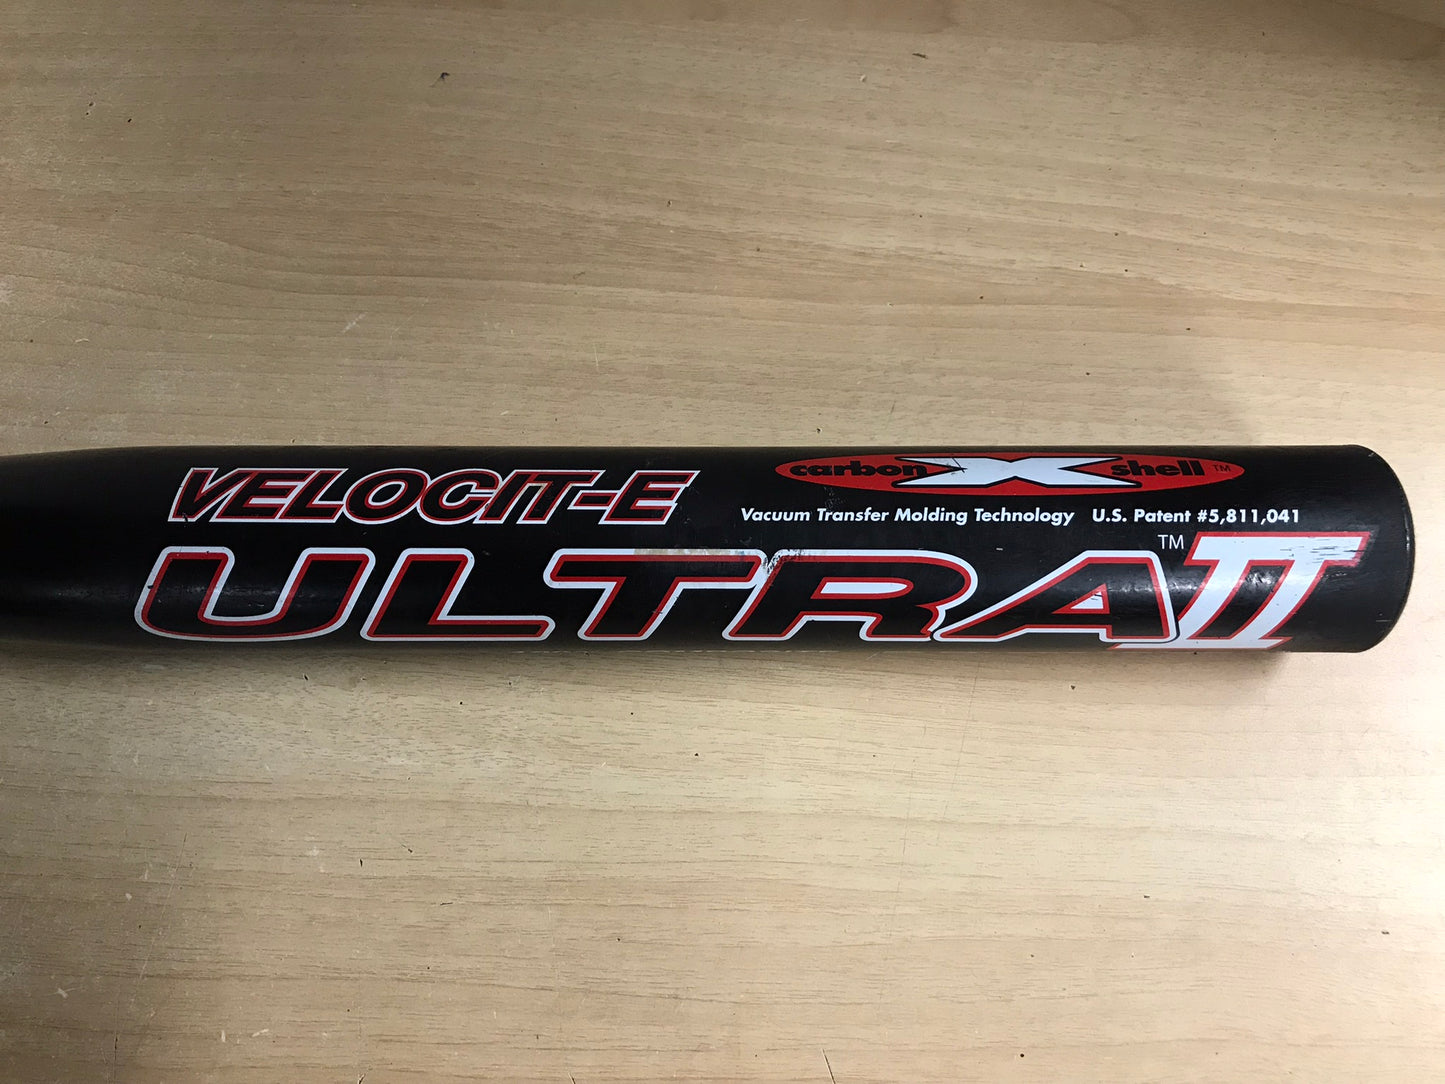 VELOCIT-E
carbon X shell ™
Vacuum Transfer Molding Technology U.S. Patent #5,811,041
ULTRA II ™